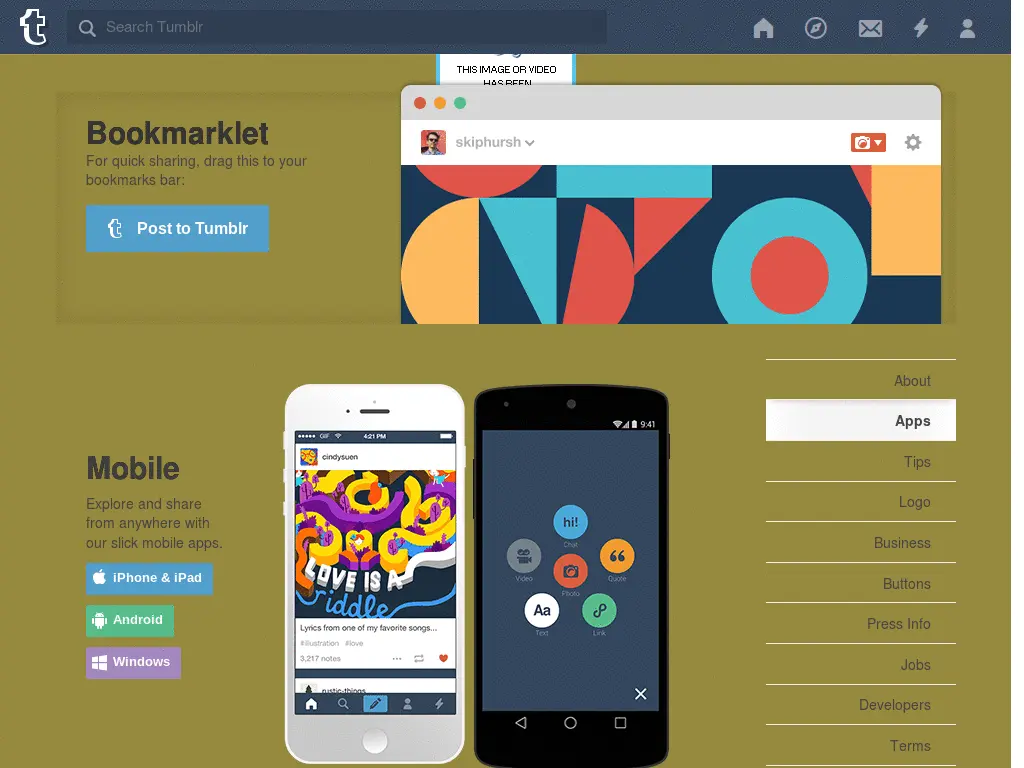 Search Tumblr
THIS IMAGE OR VIDEO
HAS BEEN
Bookmarklet
For quick sharing, drag this to your
bookmarks bar:
Post to Tumblr
skiphursh
About
Apps
Tips
Logo
Business
Buttons
Press Info
Jobs
Developers
Terms
Mobile
Explore and share
from anywhere with
our slick mobile apps.
iPhone & iPad
Android
Windows
GIF
4:21 PM
cindysuen
LOVE IS A
riddle
Lyrics from one of my favorite songs...
#illustration #love
3,217 notes
rustic-things
9:41
hi!
Chat
Video
Photo
Quote
Aa
Text
Link